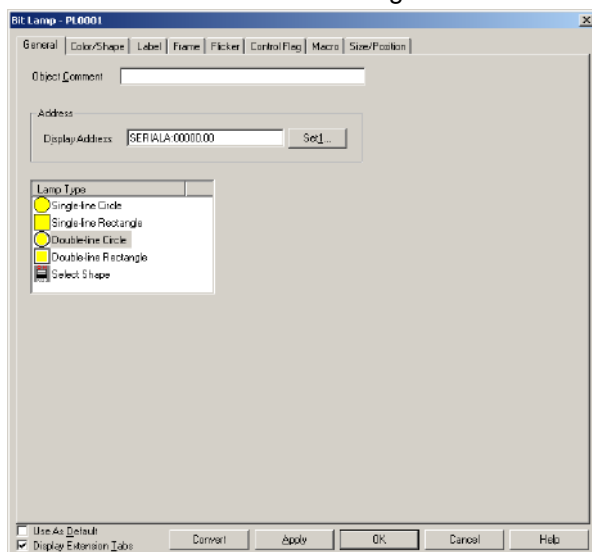 Bit Lamp - PL0001
General Color/Shape Label Frame Flicker Control Flag Macro Size/Position
Object Comment
Address
Display Address: SERIALA:00000.00 Set1...
Lamp Type
Single-line Circle
Single-line Rectangle
Double-line Circle
Double-line Rectangle
Select Shape
Use As Default
Display Extension Tabs Convert Apply OK Cancel Help